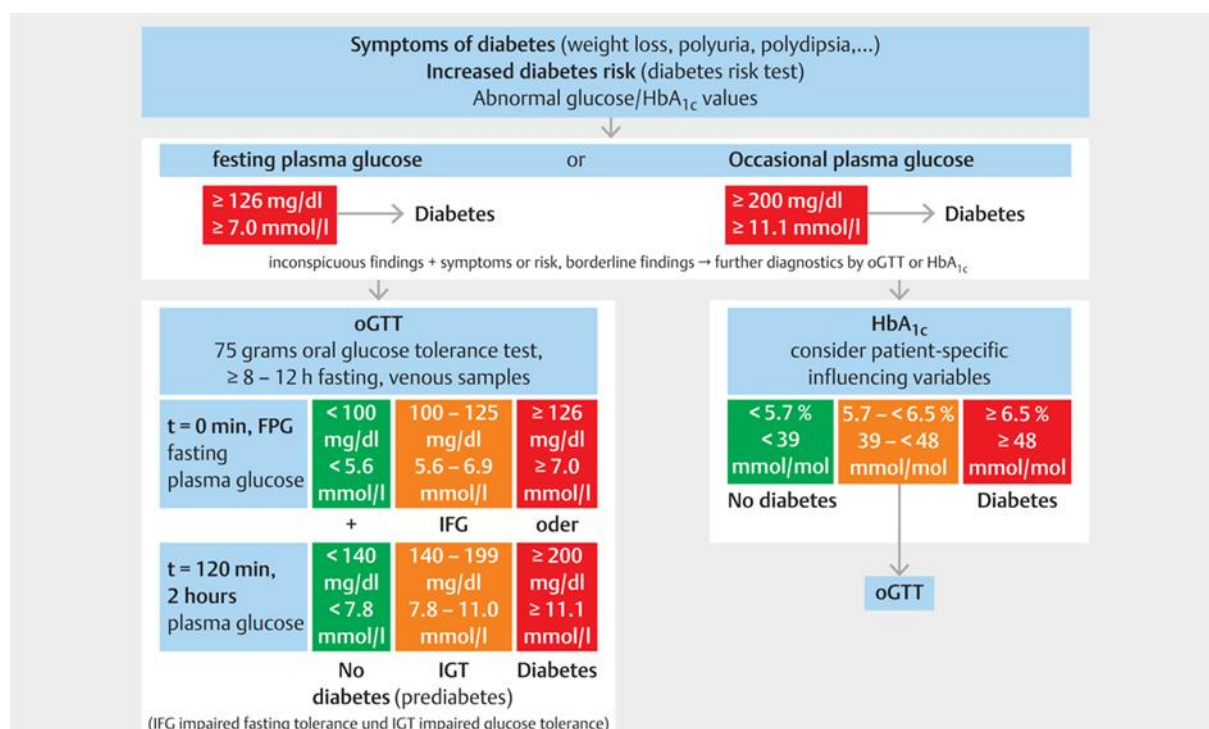 Symptoms of diabetes (weight loss, polyuria, polydipsia,...)
Increased diabetes risk (diabetes risk test)
Abnormal glucose/HbA1c values
festing plasma glucose
or
Occasional plasma glucose
≥ 126 mg/dl
≥ 7.0 mmol/l
Diabetes
≥ 200 mg/dl
≥ 11.1 mmol/l
Diabetes
inconspicuous findings + symptoms or risk, borderline findings → further diagnostics by oGTT or HbA1c
oGTT
75 grams oral glucose tolerance test,
≥ 8 – 12 h fasting, venous samples
t = 0 min, FPG
fasting
plasma glucose
< 100
mg/dl
< 5.6
mmol/l
100 – 125
mg/dl
5.6 – 6.9
mmol/l
≥ 126
mg/dl
≥ 7.0
mmol/l
+
IFG
oder
t = 120 min,
2 hours
plasma glucose
< 140
mg/dl
< 7.8
mmol/l
140 – 199
mg/dl
7.8 – 11.0
mmol/l
≥ 200
mg/dl
≥ 11.1
mmol/l
No
IGT
Diabetes
diabetes (prediabetes)
(IFG impaired fasting tolerance und IGT impaired glucose tolerance)
HbA1c
consider patient-specific
influencing variables
< 5.7 %
< 39
mmol/mol
5.7 – < 6.5 %
39 – < 48
mmol/mol
≥ 6.5 %
≥ 48
mmol/mol
No diabetes
Diabetes
oGTT